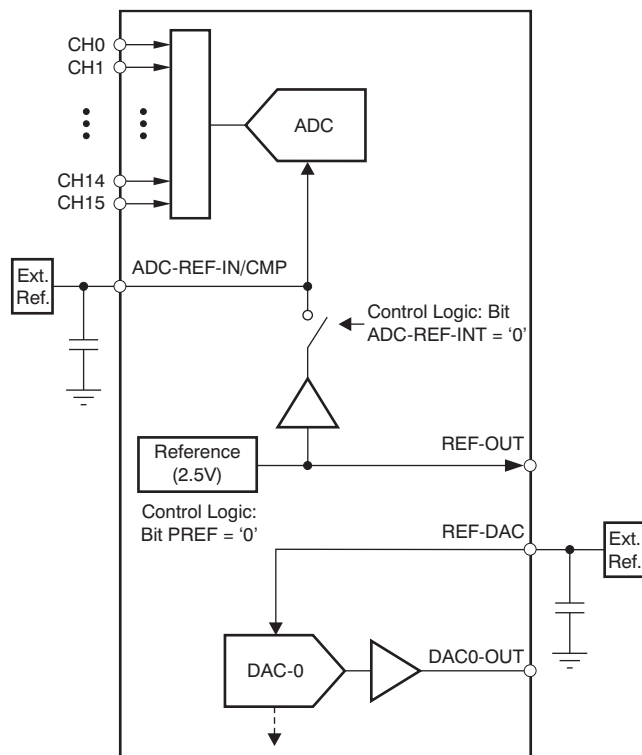 CH0
CH1
ADC
CH14
CH15
ADC-REF-IN/CMP
Ext.
Ref.
Control Logic: Bit
ADC-REF-INT = ‘0’
Reference
(2.5V)
REF-OUT
Control Logic:
Bit PREF = ‘0’
REF-DAC
Ext.
Ref.
DAC-0
DAC0-OUT